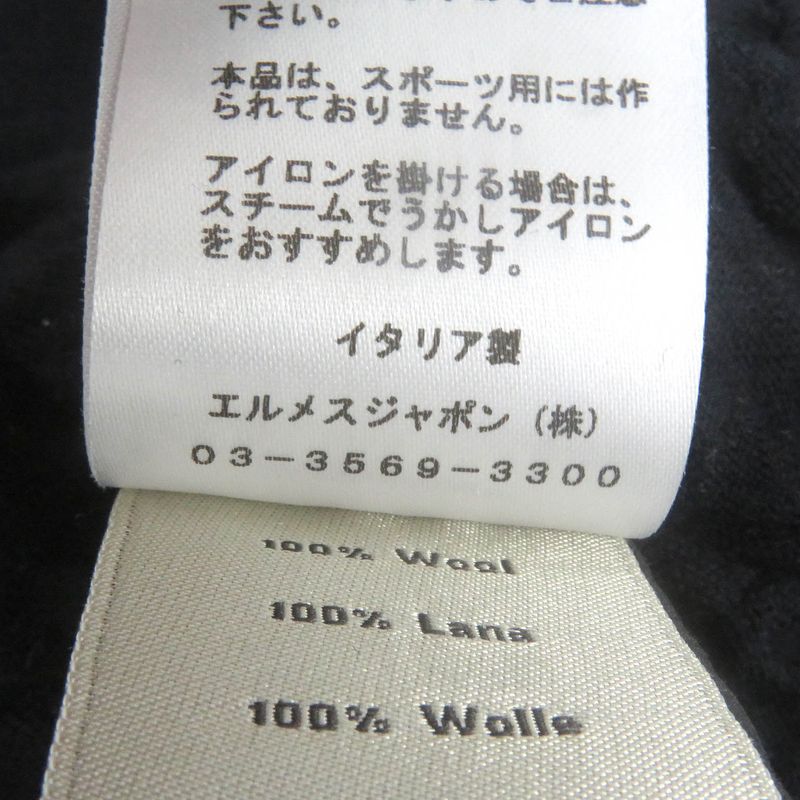 下さい。
本品は、スポーツ用には作
られておりません。
アイロンを掛ける場合は、
スチームでうかしアイロン
をおすすめします。
イタリア製
エルメスジャポン（株）
03－3569－3300
100% Wool
100% Lana
100% Wolle